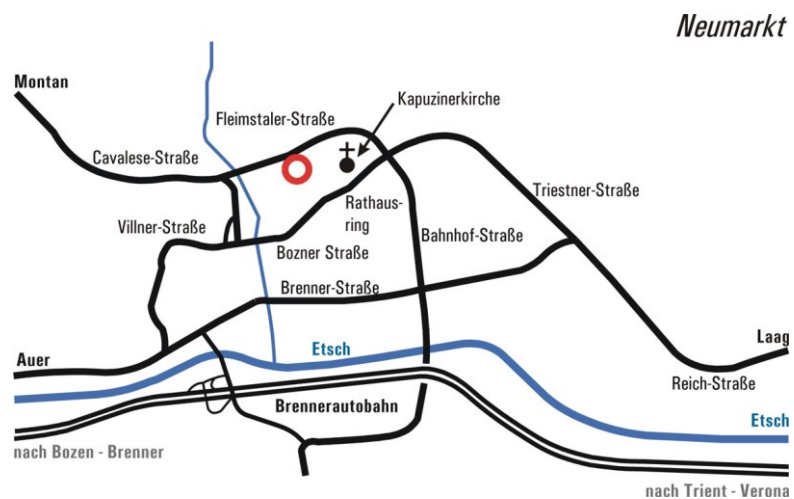 Neumarkt
Montan
Kapuzinerkirche
Fleimstaler-Straße
Cavalese-Straße
Triestner-Straße
Rathaus-
ring
Villner-Straße
Bahnhof-Straße
Bozner Straße
Brenner-Straße
Laag
Etsch
Auer
Reich-Straße
Brennerautobahn
Etsch
nach Bozen - Brenner
nach Trient - Verona